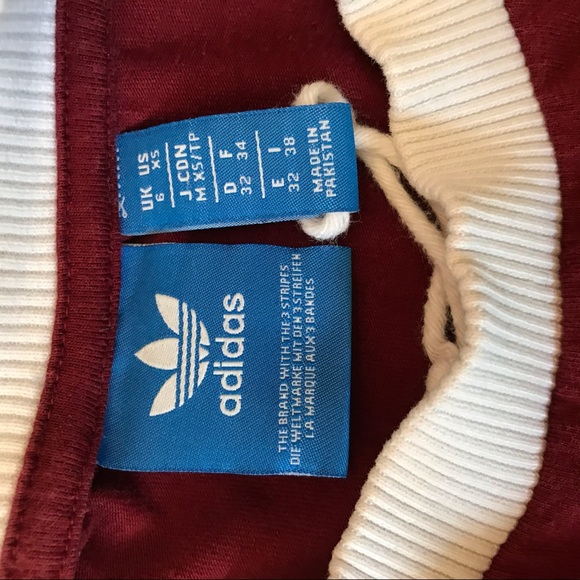 UK US
6 XS
J CDN
M XS/TP
D F
32 34
E I
32 38
MADE IN
PAKISTAN
adidas
THE BRAND WITH THE 3 STRIPES
DIE WELTMARKE MIT DEN 3 STREIFEN
LA MARQUE AUX 3 BANDES